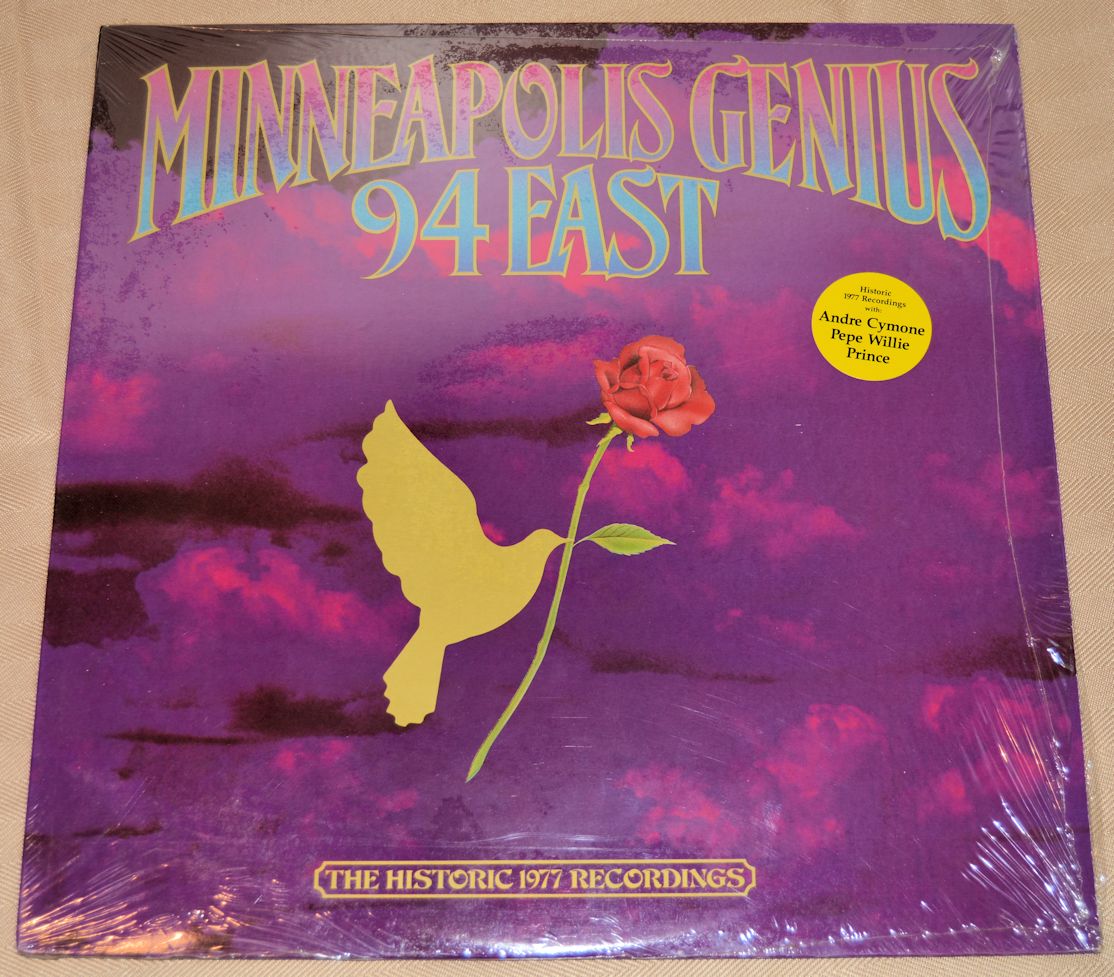 MINNEAPOLIS GENIUS
94 EAST
Historic
1977 Recordings
with:
Andre Cymone
Pepe Willie
Prince
THE HISTORIC 1977 RECORDINGS